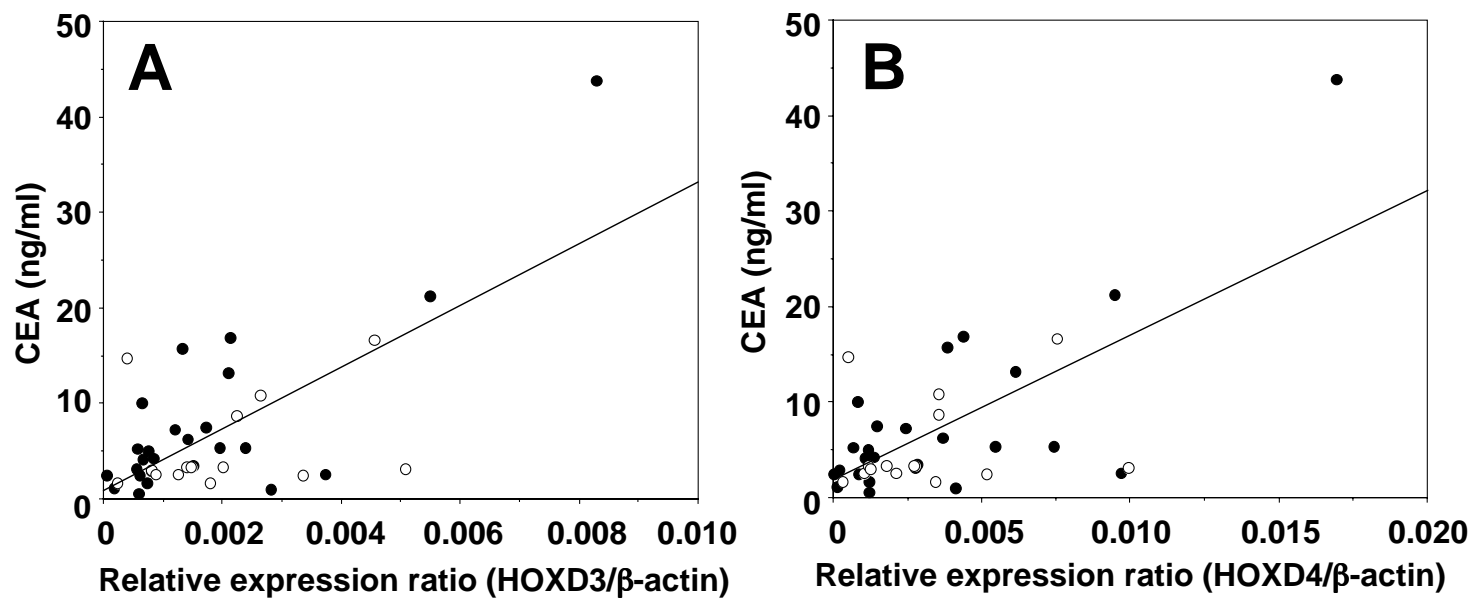 A
CEA (ng/ml)
50
40
30
20
10
0
0 0.002 0.004 0.006 0.008 0.010
Relative expression ratio (HOXD3/β-actin)
B
CEA (ng/ml)
50
40
30
20
10
0
0 0.005 0.010 0.015 0.020
Relative expression ratio (HOXD4/β-actin)